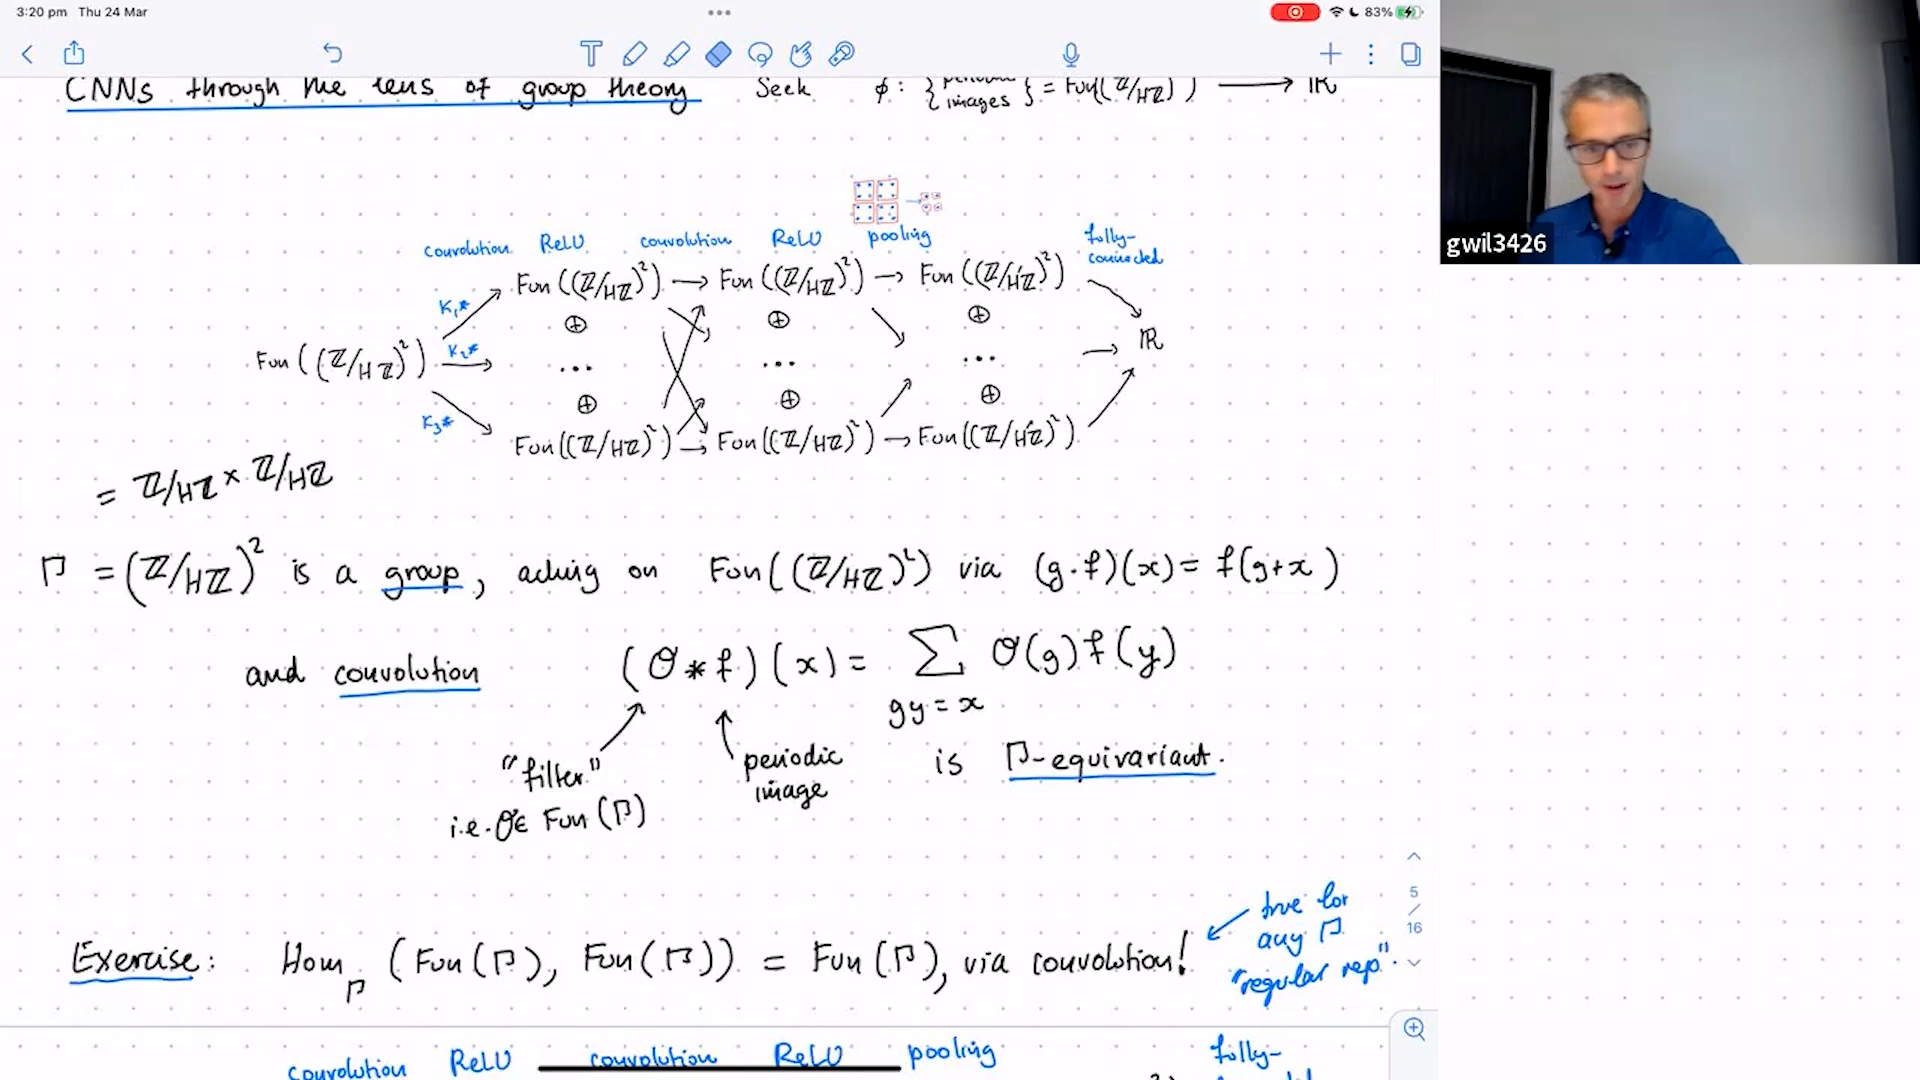 3:20 pm Thu 24 Mar
83%
CNNs through the lens of group theory Seek φ: { periodic images } = Fun((ℤ/Hℤ)²) ⟶ ℝ
convolution ReLU convolution ReLU pooling fully-connected
Fun((ℤ/Hℤ)²) → Fun((ℤ/Hℤ)²) → Fun((ℤ/H'ℤ)²)
K₁*
⊕ ⊕ ⊕
Fun((ℤ/Hℤ)²) K₂* ... ... ... → ℝ
⊕ ⊕ ⊕
K₃*
Fun((ℤ/Hℤ)²) → Fun((ℤ/Hℤ)²) → Fun((ℤ/H'ℤ)²)
= ℤ/Hℤ × ℤ/Hℤ
Γ = (ℤ/Hℤ)² is a group, acting on Fun((ℤ/Hℤ)²) via (g·f)(x) = f(g+x)
and convolution (σ * f)(x) = Σ σ(g) f(y)
gy = x
"filter"
i.e. σ ∈ Fun(Γ)
periodic
image
is Γ-equivariant.
Exercise: Hom_Γ (Fun(Γ), Fun(Γ)) = Fun(Γ), via convolution!
true for
any Γ
"regular rep".
5
/
16
convolution ReLU convolution ReLU pooling fully-
gwil3426